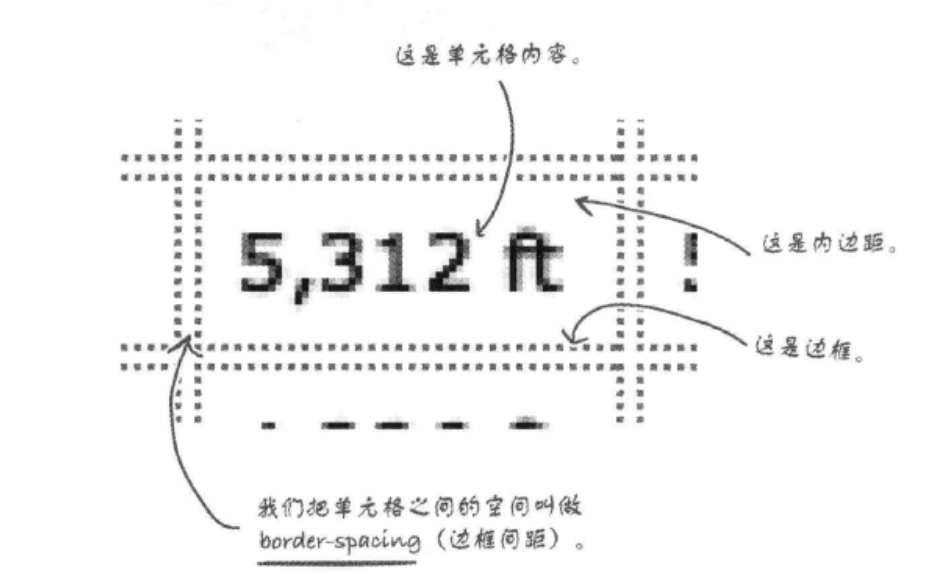 这是单元格内容。
5,312 ft
这是内边距。
这是边框。
我们把单元格之间的空间叫做
border-spacing（边框间距）。